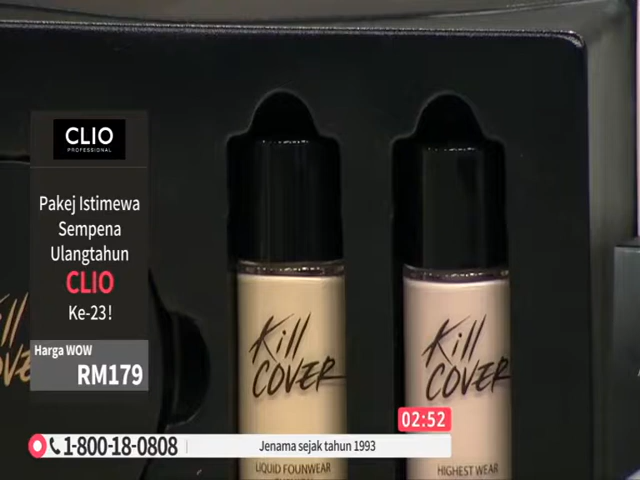 CLIO
PROFESSIONAL
Pakej Istimewa
Sempena
Ulangtahun
CLIO
Ke-23!
Harga WOW
RM179
Kill
COVER
Kill
COVER
02:52
1-800-18-0808
Jenama sejak tahun 1993
LIQUID FOUNWEAR
HIGHEST WEAR